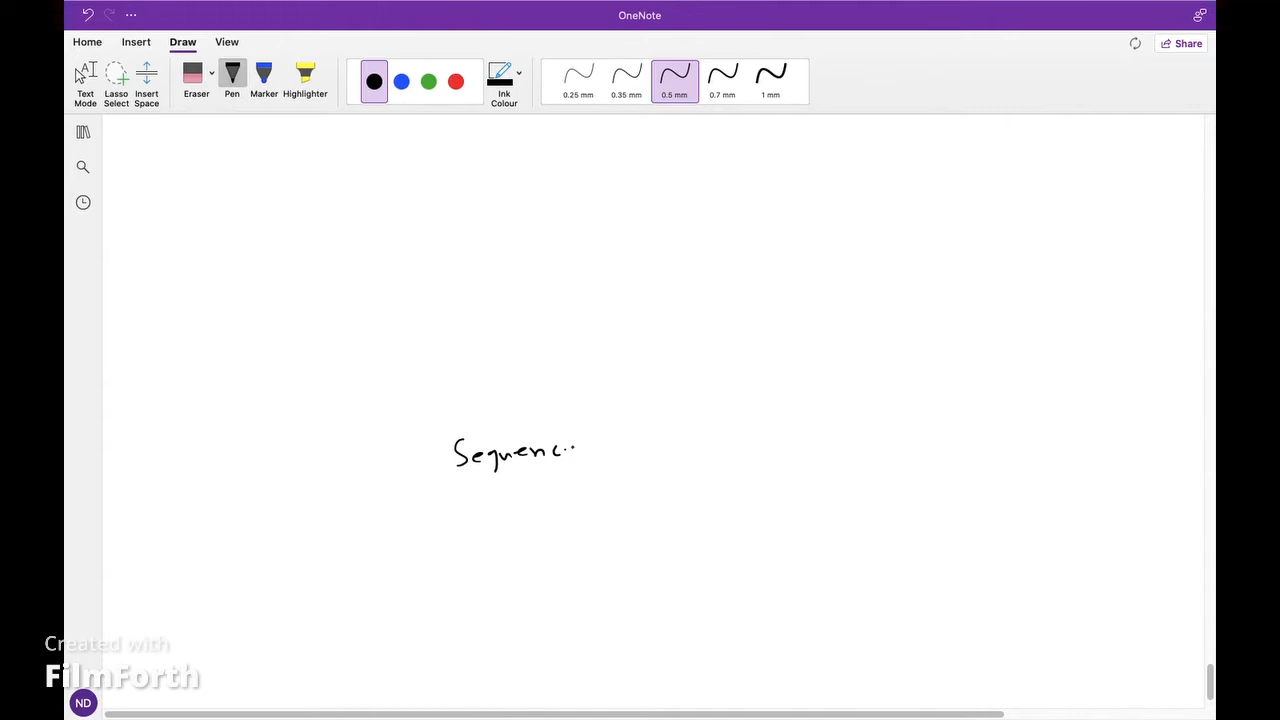 OneNote
Home Insert Draw View Share
Text Mode Lasso Select Insert Space Eraser Pen Marker Highlighter Ink Colour 0.25 mm 0.35 mm 0.5 mm 0.7 mm 1 mm
Sequenc
Created with
FilmForth
ND